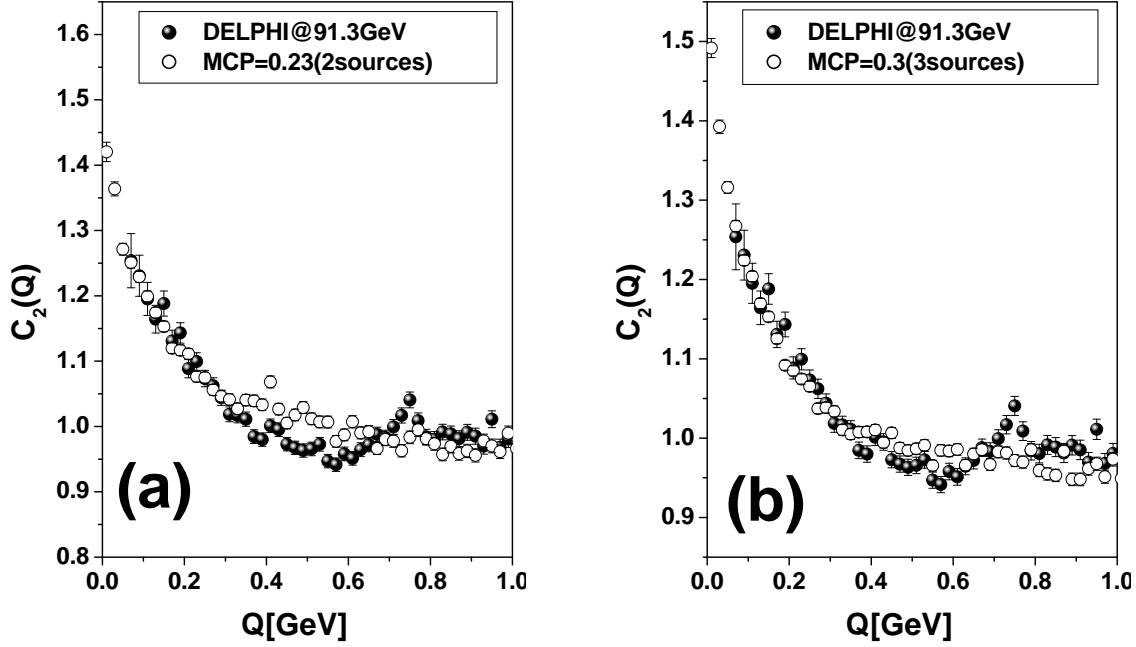 DELPHI@91.3GeV
MCP=0.23(2sources)
1.6
1.5
1.4
1.3
1.2
1.1
1.0
0.9
0.8
C2(Q)
(a)
0.0 0.2 0.4 0.6 0.8 1.0
Q[GeV]
DELPHI@91.3GeV
MCP=0.3(3sources)
1.5
1.4
1.3
1.2
1.1
1.0
0.9
C2(Q)
(b)
0.0 0.2 0.4 0.6 0.8 1.0
Q[GeV]